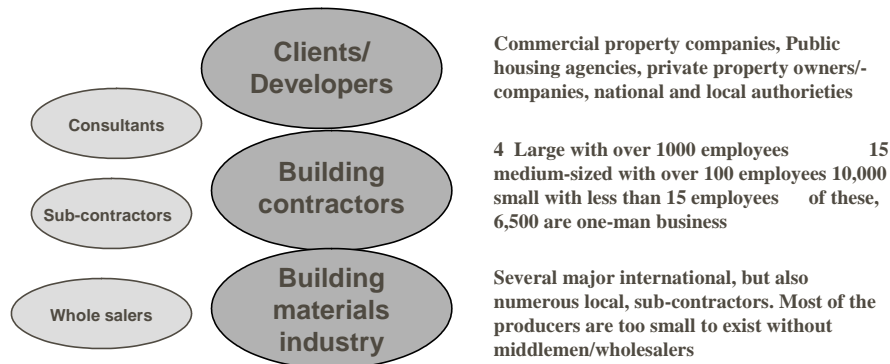 Clients/
Developers
Commercial property companies, Public
housing agencies, private property owners/-
companies, national and local authorieties
Consultants
Building
contractors
4 Large with over 1000 employees 15
medium-sized with over 100 employees 10,000
small with less than 15 employees of these,
6,500 are one-man business
Sub-contractors
Building
materials
industry
Several major international, but also
numerous local, sub-contractors. Most of the
producers are too small to exist without
middlemen/wholesalers
Whole salers